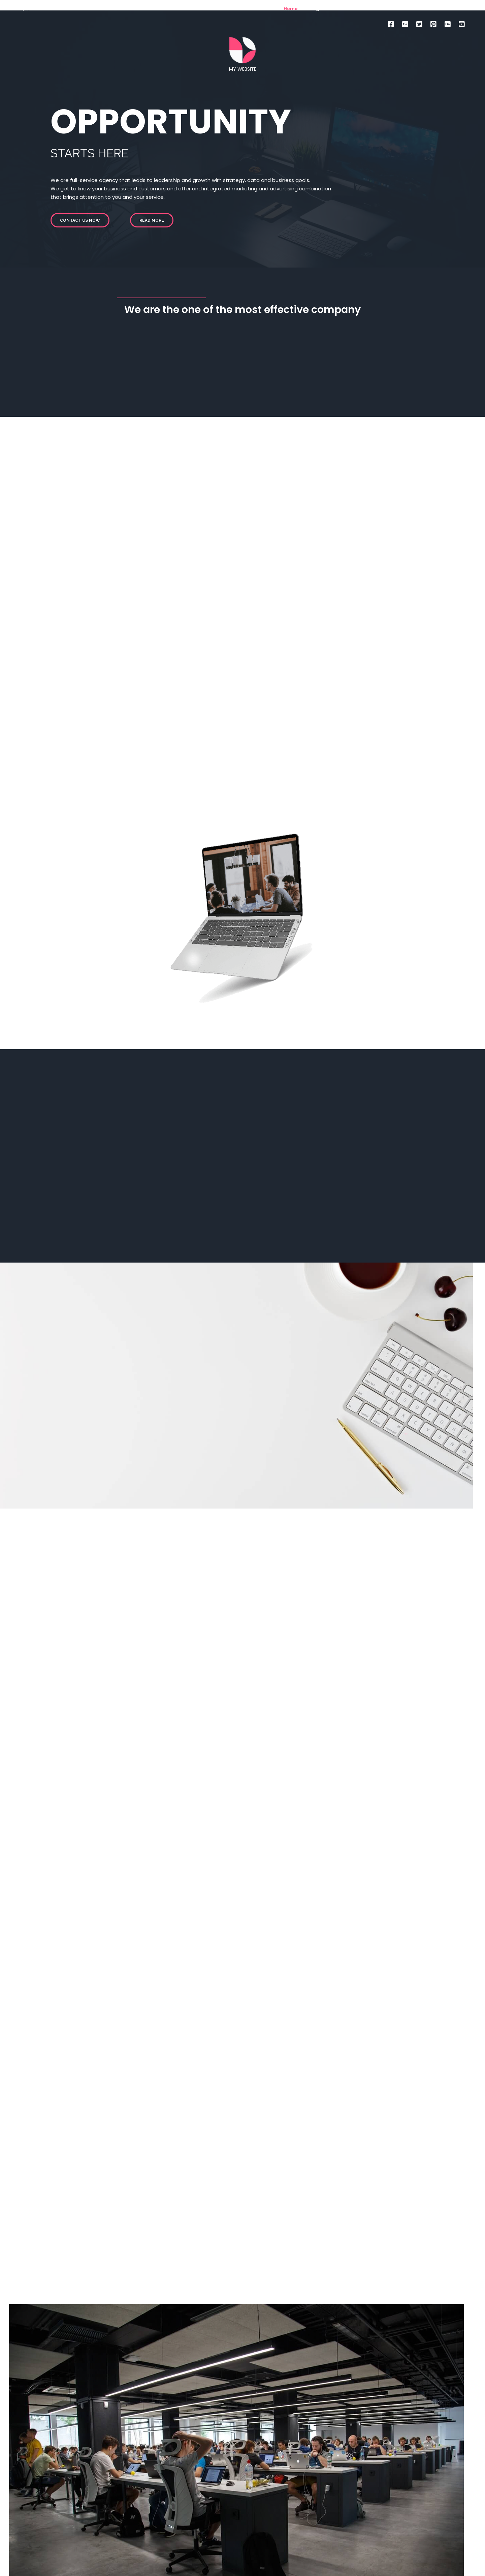 Home
MY WEBSITE
OPPORTUNITY
STARTS HERE
We are full-service agency that leads to leadership and growth wirh strategy, data and business goals.
We get to know your business and customers and offer and integrated marketing and advertising combination
that brings attention to you and your service.
CONTACT US NOW
READ MORE
We are the one of the most effective company